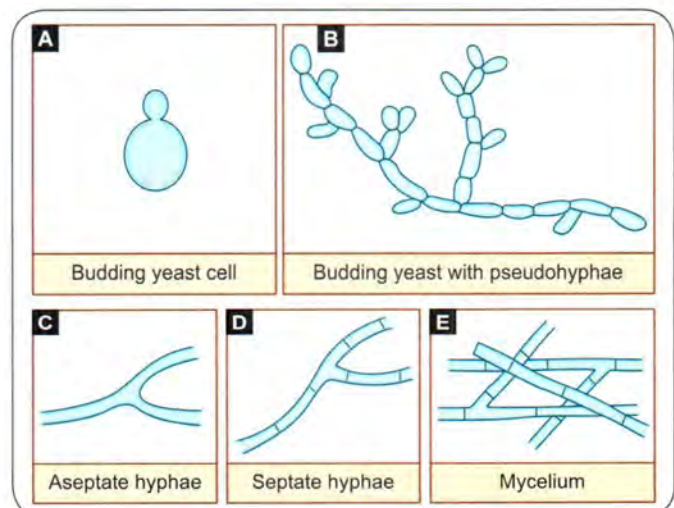 A
B
Budding yeast cell
Budding yeast with pseudohyphae
C
D
E
Aseptate hyphae
Septate hyphae
Mycelium